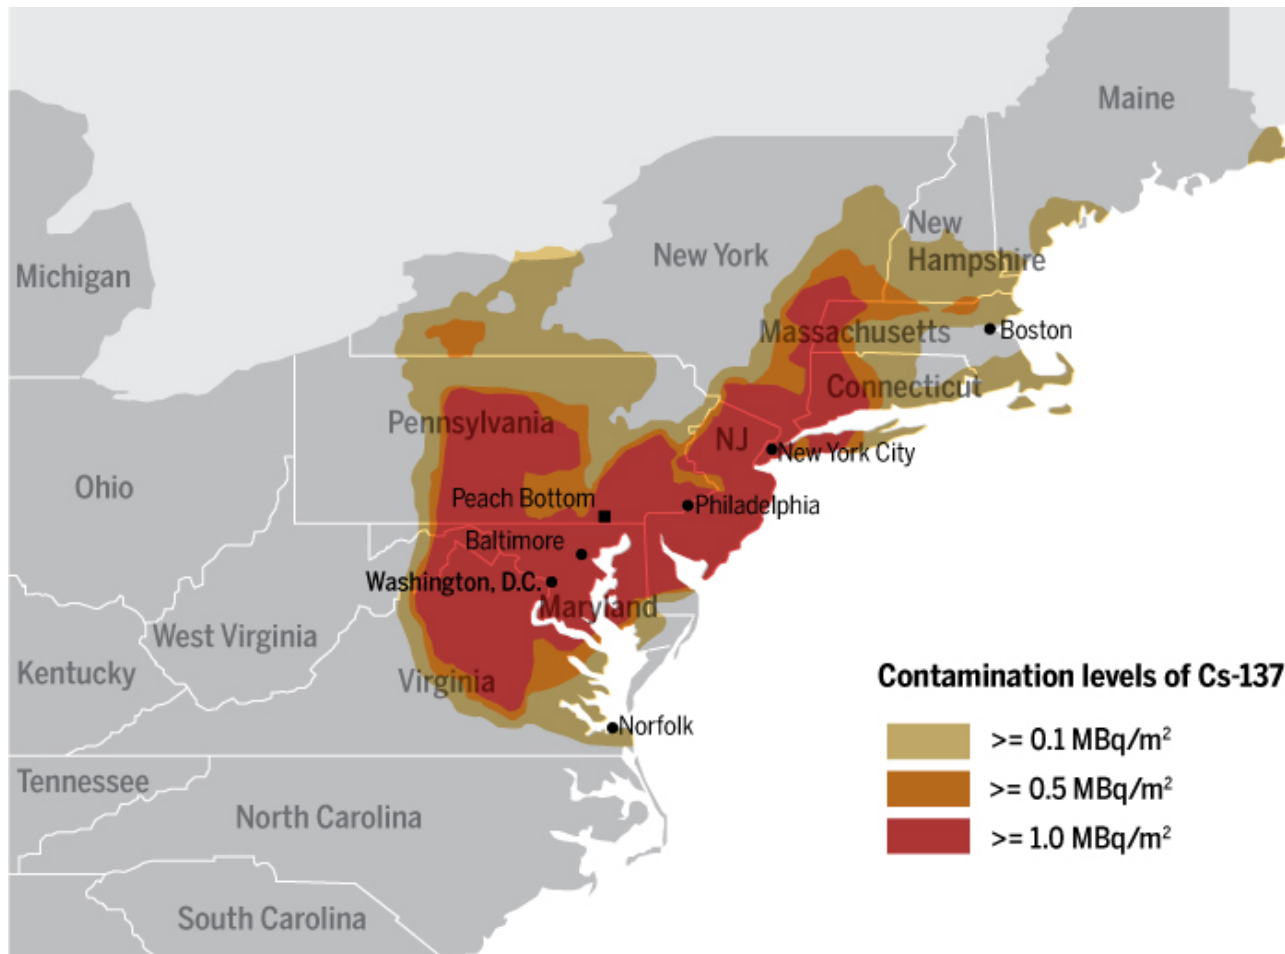 Maine
New
Hampshire
New York
Michigan
Massachusetts
Boston
Connecticut
Pennsylvania
NJ
New York City
Ohio
Peach Bottom
Philadelphia
Baltimore
Washington, D.C.
Maryland
West Virginia
Kentucky
Virginia
Norfolk
Contamination levels of Cs-137
>= 0.1 MBq/m²
>= 0.5 MBq/m²
>= 1.0 MBq/m²
Tennessee
North Carolina
South Carolina